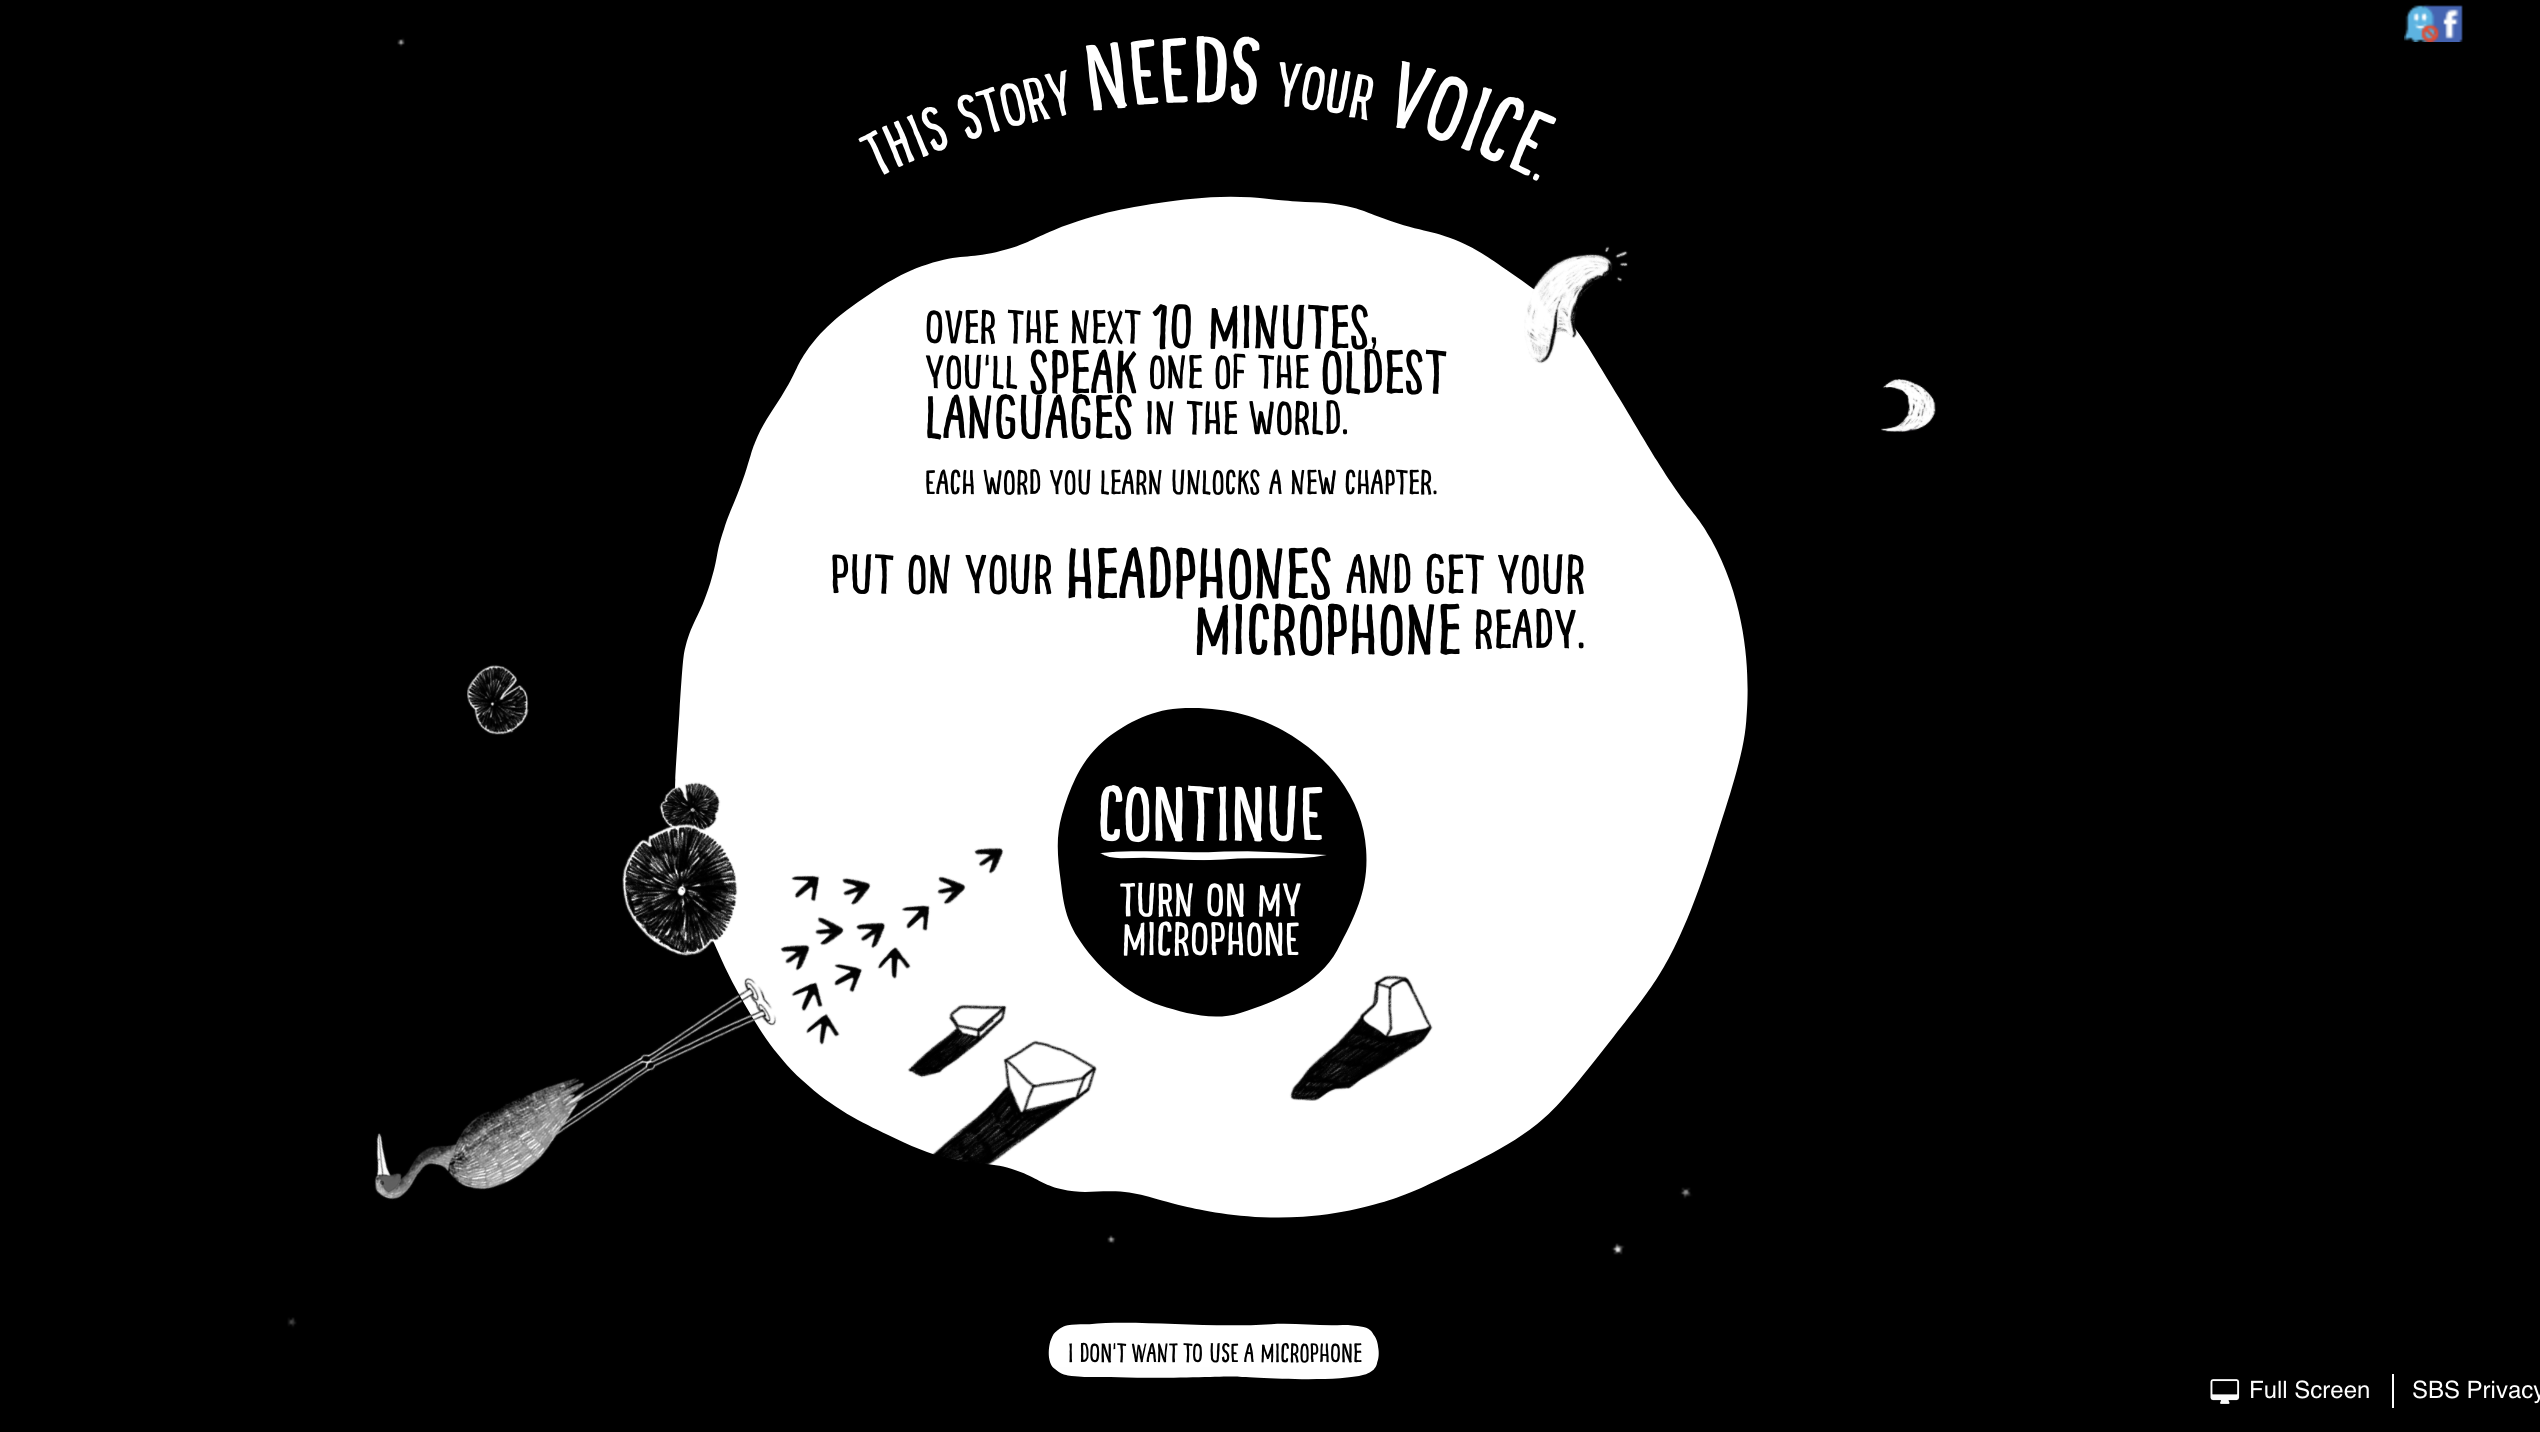 THIS STORY NEEDS YOUR VOICE.
OVER THE NEXT 10 MINUTES,
YOU'LL SPEAK ONE OF THE OLDEST
LANGUAGES IN THE WORLD.
EACH WORD YOU LEARN UNLOCKS A NEW CHAPTER.
PUT ON YOUR HEADPHONES AND GET YOUR
MICROPHONE READY.
CONTINUE
TURN ON MY
MICROPHONE
I DON'T WANT TO USE A MICROPHONE
Full Screen | SBS Privacy